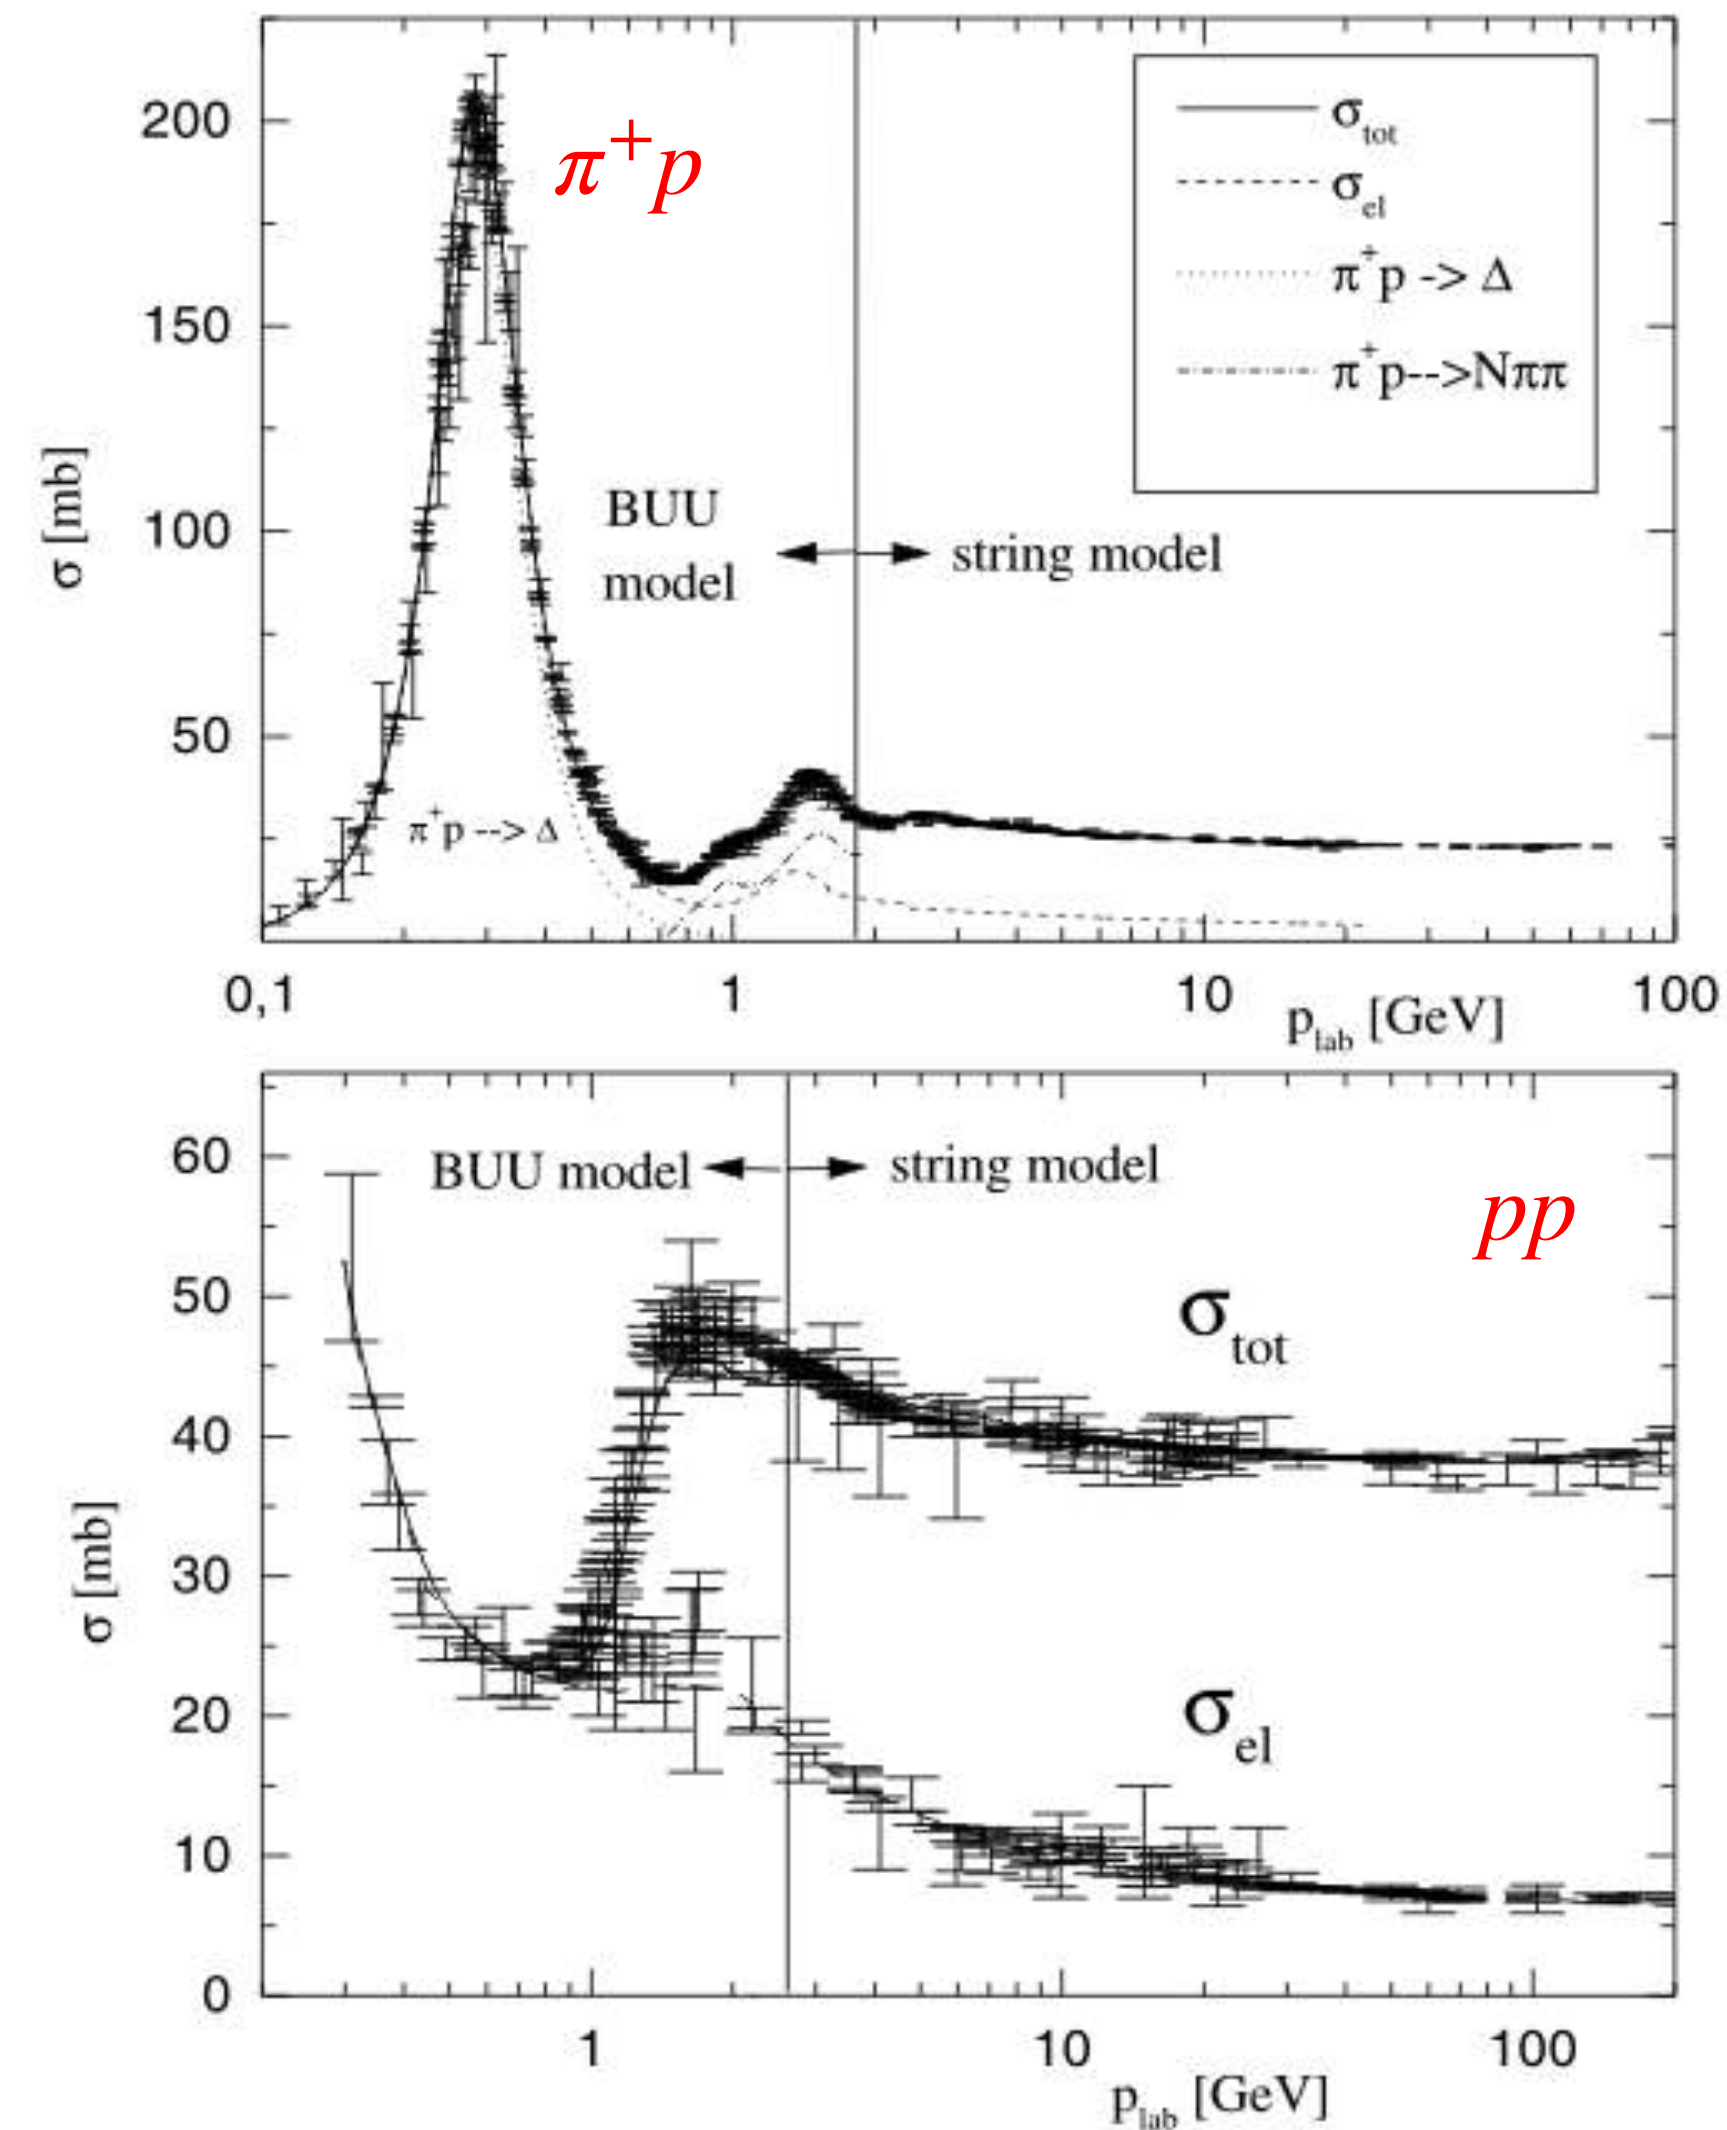 200
150
100
50
σ [mb]
π⁺p
σ_tot
σ_el
π⁺p -> Δ
π⁺p-->Nππ
BUU
model
string model
π⁺p --> Δ
0,1
1
10
100
p_lab [GeV]
60
50
40
30
20
10
0
σ [mb]
BUU model
string model
pp
σ_tot
σ_el
1
10
100
p_lab [GeV]